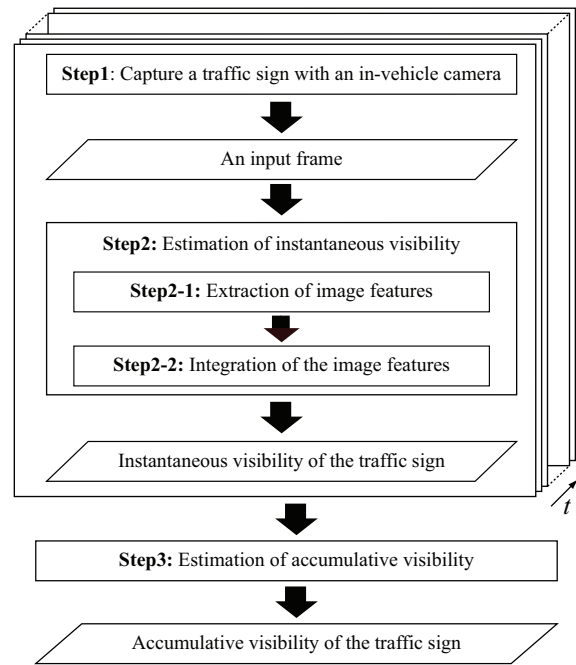 Step1: Capture a traffic sign with an in-vehicle camera
An input frame
Step2: Estimation of instantaneous visibility
Step2-1: Extraction of image features
Step2-2: Integration of the image features
Instantaneous visibility of the traffic sign
t
Step3: Estimation of accumulative visibility
Accumulative visibility of the traffic sign